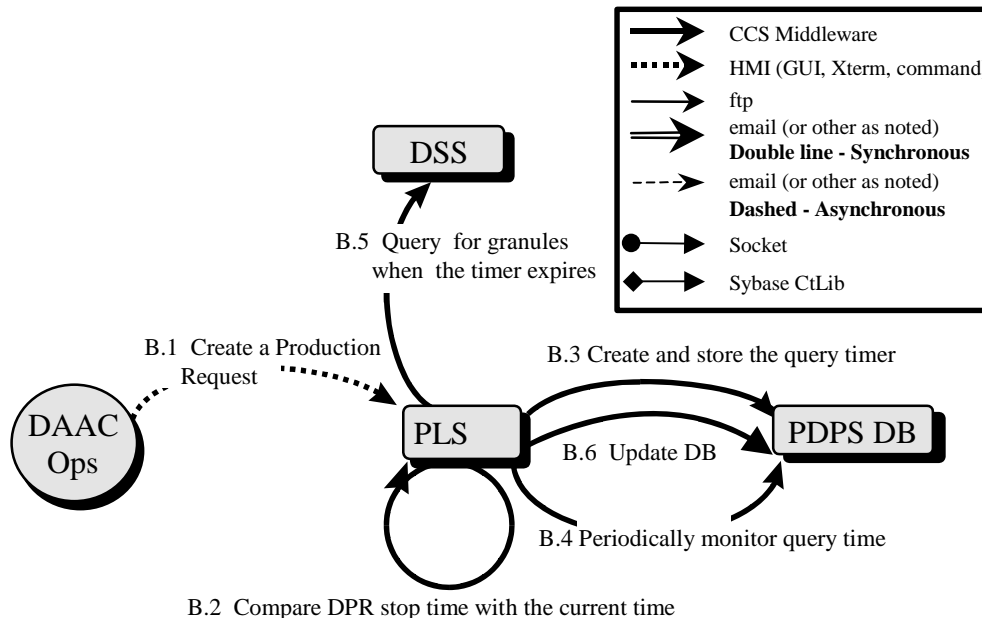 CCS Middleware
HMI (GUI, Xterm, command
ftp
email (or other as noted)
Double line - Synchronous
email (or other as noted)
Dashed - Asynchronous
Socket
Sybase CtLib
DSS
B.5 Query for granules
when the timer expires
B.1 Create a Production
Request
B.3 Create and store the query timer
DAAC
Ops
PLS
PDPS DB
B.6 Update DB
B.4 Periodically monitor query time
B.2 Compare DPR stop time with the current time